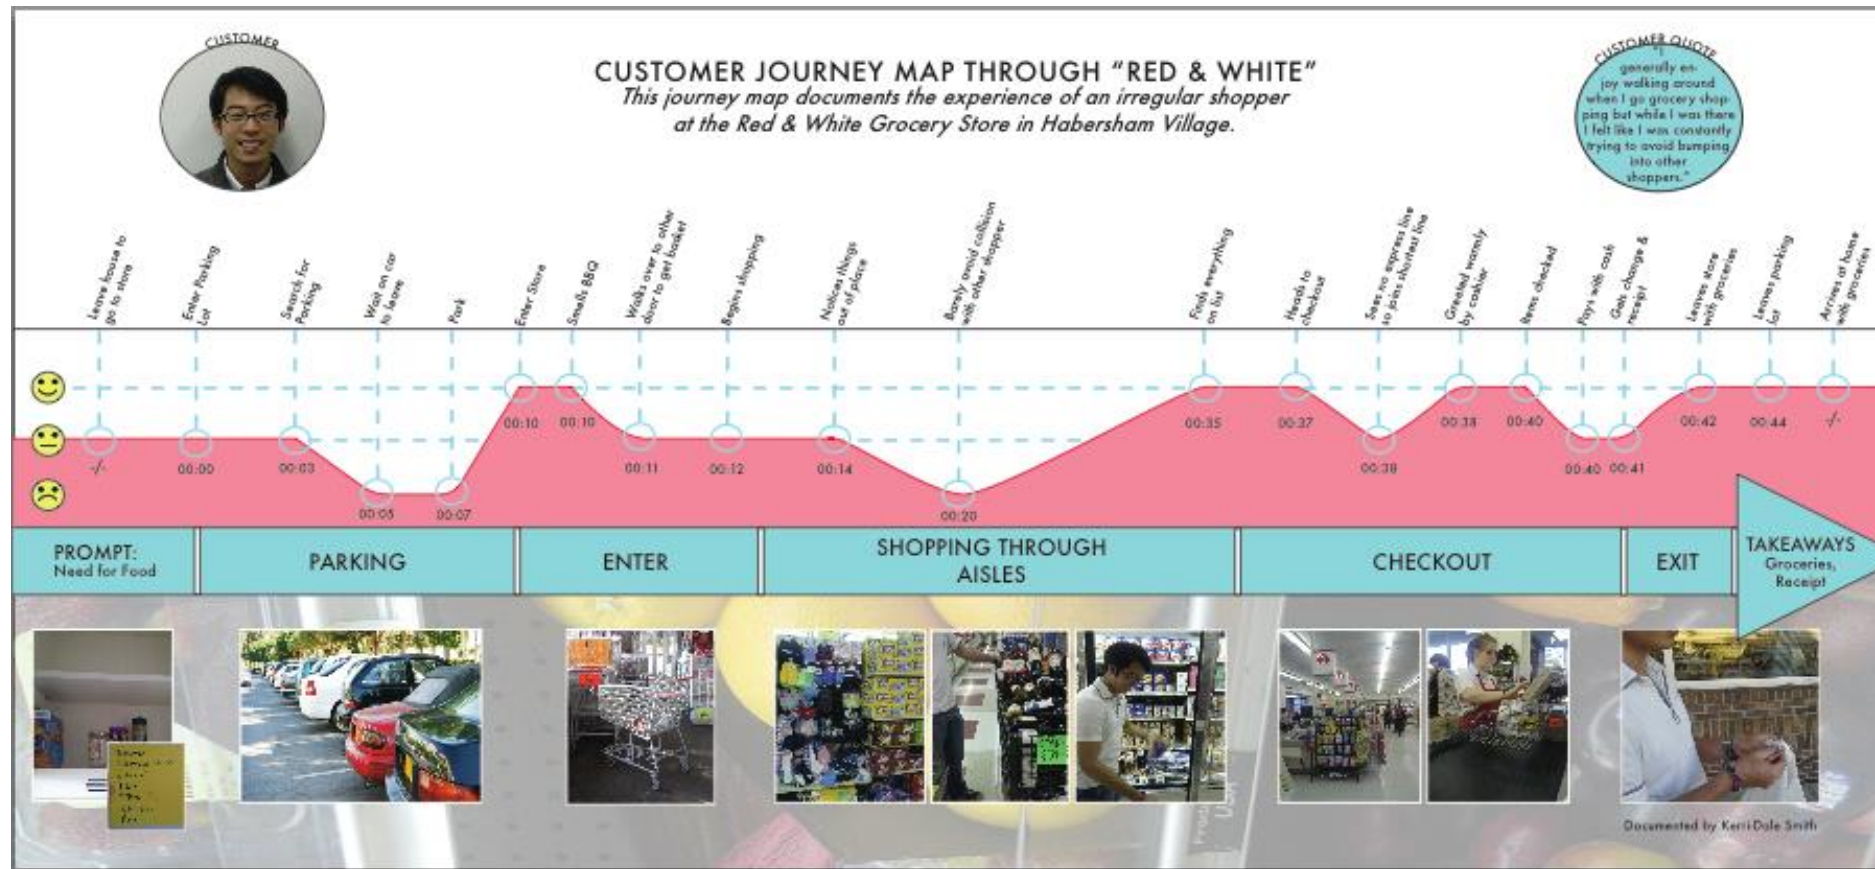 CUSTOMER
CUSTOMER JOURNEY MAP THROUGH “RED & WHITE”
This journey map documents the experience of an irregular shopper
at the Red & White Grocery Store in Habersham Village.
CUSTOMER QUOTE
"I
generally en-
joy walking around
when I go grocery shop-
ping but while I was there
I felt like I was constantly
trying to avoid bumping
into other
shoppers."
Leave house to
go to store
Enter Parking
Lot
Search for
Parking
Wait on car
to leave
Park
Enter Store
Smells BBQ
Walks over to other
door to get basket
Begins shopping
Notices things
out of place
Barely avoid collision
with other shopper
Finds everything
on list
Heads to
checkout
Sees no express line
so joins shortest line
Greeted warmly
by cashier
Items checked
Pays with cash
Gets change &
receipt
Leaves store
with groceries
Leaves parking
lot
Arrives at home
with groceries
-/-
00:00
00:03
00:05
00:07
00:10
00:10
00:11
00:12
00:14
00:20
00:35
00:37
00:38
00:38
00:40
00:40
00:41
00:42
00:44
-/-
PROMPT:
Need for Food
PARKING
ENTER
SHOPPING THROUGH
AISLES
CHECKOUT
EXIT
TAKEAWAYS
Groceries,
Receipt
Documented by Kerri-Dale Smith